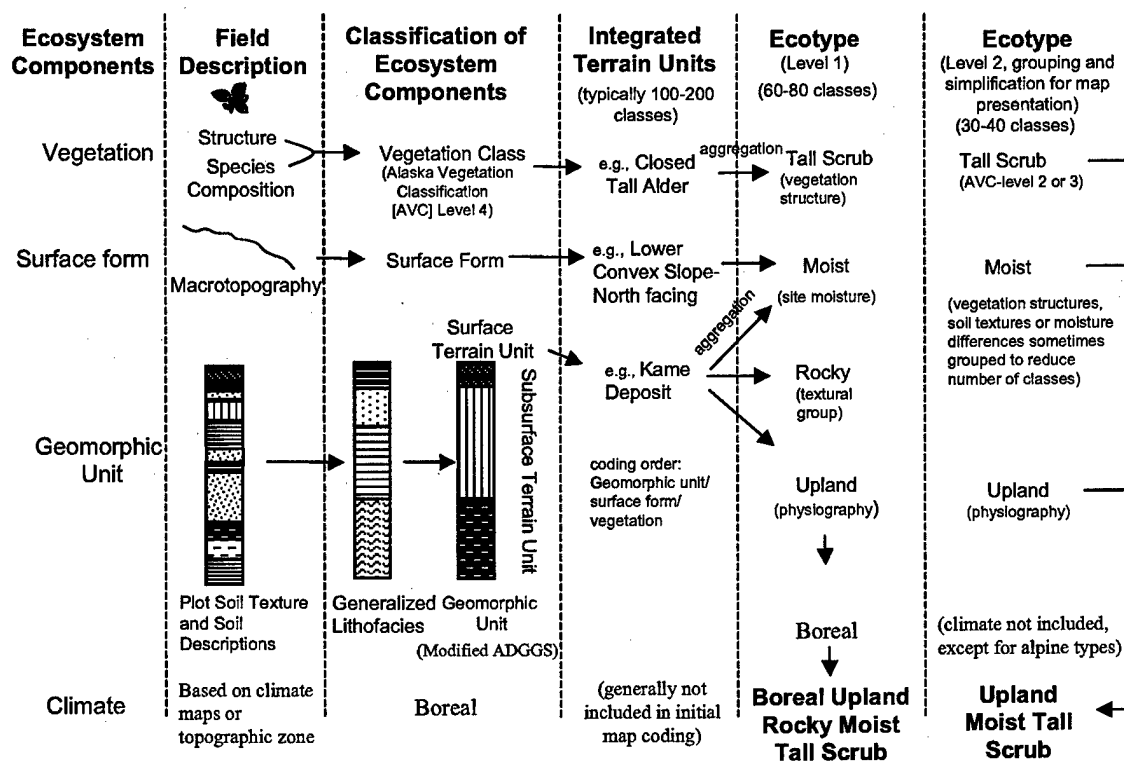 Ecosystem
Components
Field
Description
Classification of
Ecosystem
Components
Integrated
Terrain Units
(typically 100-200
classes)
Ecotype
(Level 1)
(60-80 classes)
Ecotype
(Level 2, grouping and
simplification for map
presentation)
(30-40 classes)
Vegetation
Structure
Species
Composition
Vegetation Class
(Alaska Vegetation
Classification
[AVC] Level 4)
e.g., Closed
Tall Alder
aggregation
Tall Scrub
(vegetation
structure)
Tall Scrub
(AVC-level 2 or 3)
Surface form
Macrotopography
Surface Form
e.g., Lower
Convex Slope-
North facing
Moist
(site moisture)
Moist
(vegetation structures,
soil textures or moisture
differences sometimes
grouped to reduce
number of classes)
Geomorphic
Unit
Plot Soil Texture
and Soil
Descriptions
Generalized
Lithofacies
Surface
Terrain Unit
Subsurface Terrain Unit
Geomorphic
Unit
(Modified ADGGS)
e.g., Kame
Deposit
aggregation
coding order:
Geomorphic unit/
surface form/
vegetation
Rocky
(textural
group)
Upland
(physiography)
Upland
(physiography)
Boreal
(climate not included,
except for alpine types)
Climate
Based on climate
maps or
topographic zone
Boreal
(generally not
included in initial
map coding)
Boreal Upland
Rocky Moist
Tall Scrub
Upland
Moist Tall
Scrub